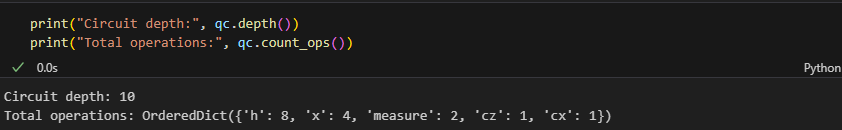 print("Circuit depth:", qc.depth())
print("Total operations:", qc.count_ops())
0.0s
Python
Circuit depth: 10
Total operations: OrderedDict({'h': 8, 'x': 4, 'measure': 2, 'cz': 1, 'cx': 1})